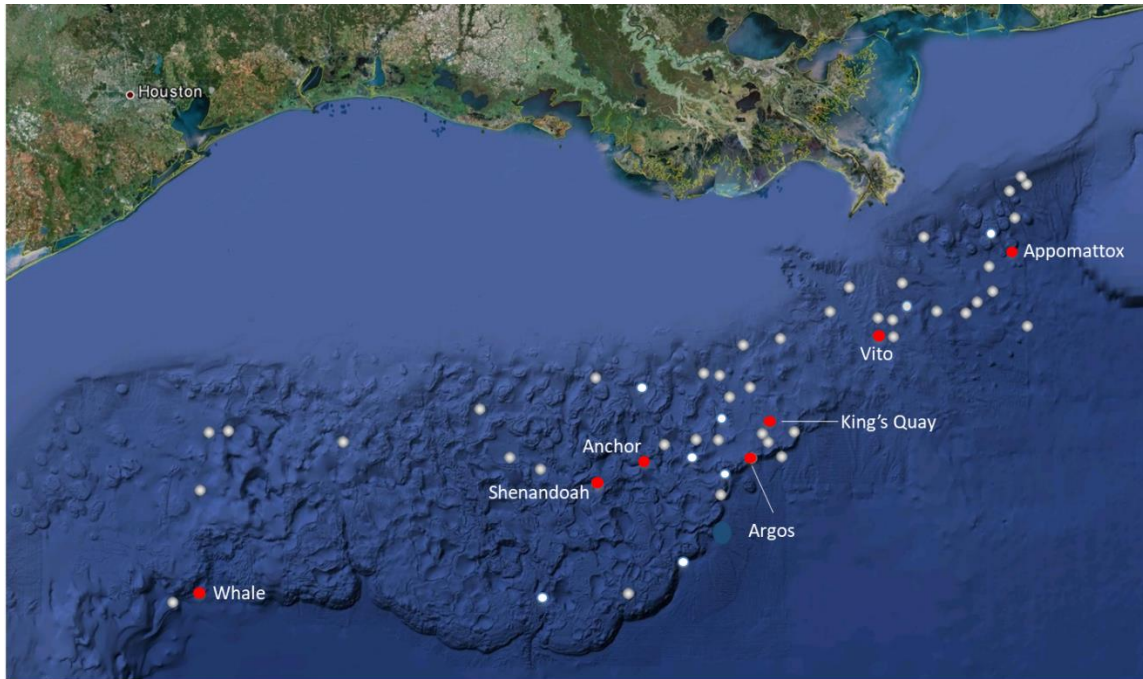 Houston
Appomattox
Vito
King's Quay
Anchor
Shenandoah
Argos
Whale